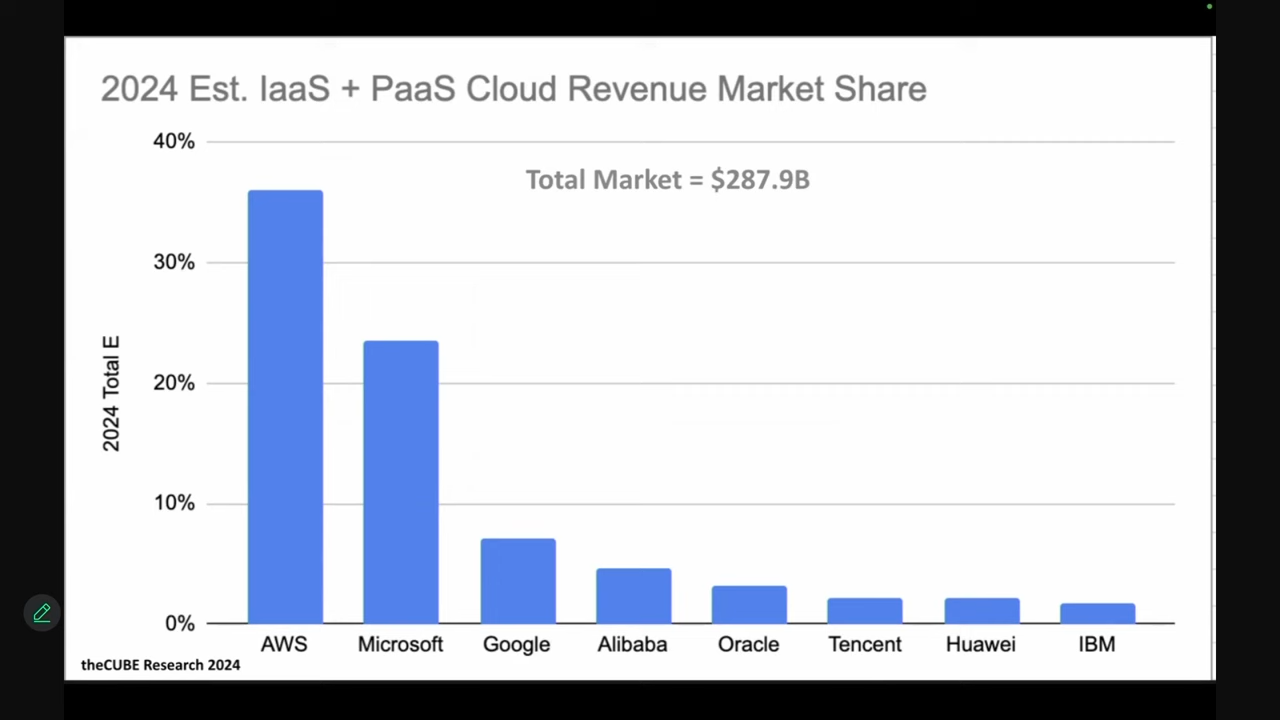 2024 Est. IaaS + PaaS Cloud Revenue Market Share
Total Market = $287.9B
40%
30%
20%
10%
0%
2024 Total E
AWS
Microsoft
Google
Alibaba
Oracle
Tencent
Huawei
IBM
theCUBE Research 2024